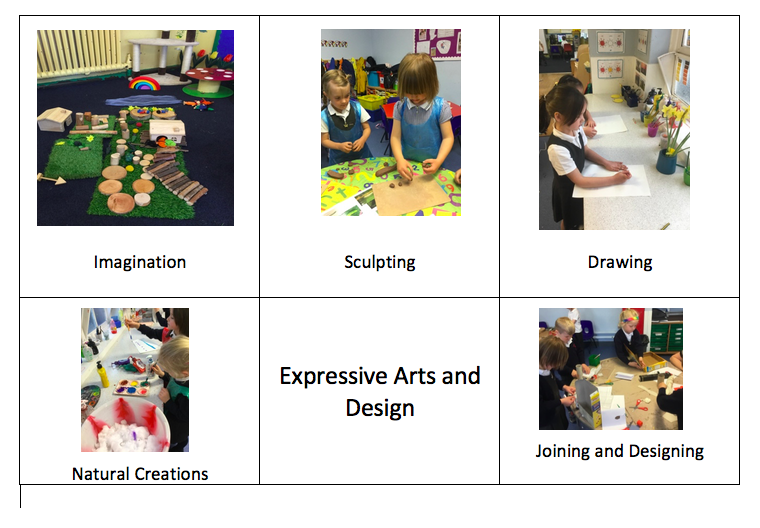 Imagination
Sculpting
Drawing
Natural Creations
Expressive Arts and
Design
Joining and Designing